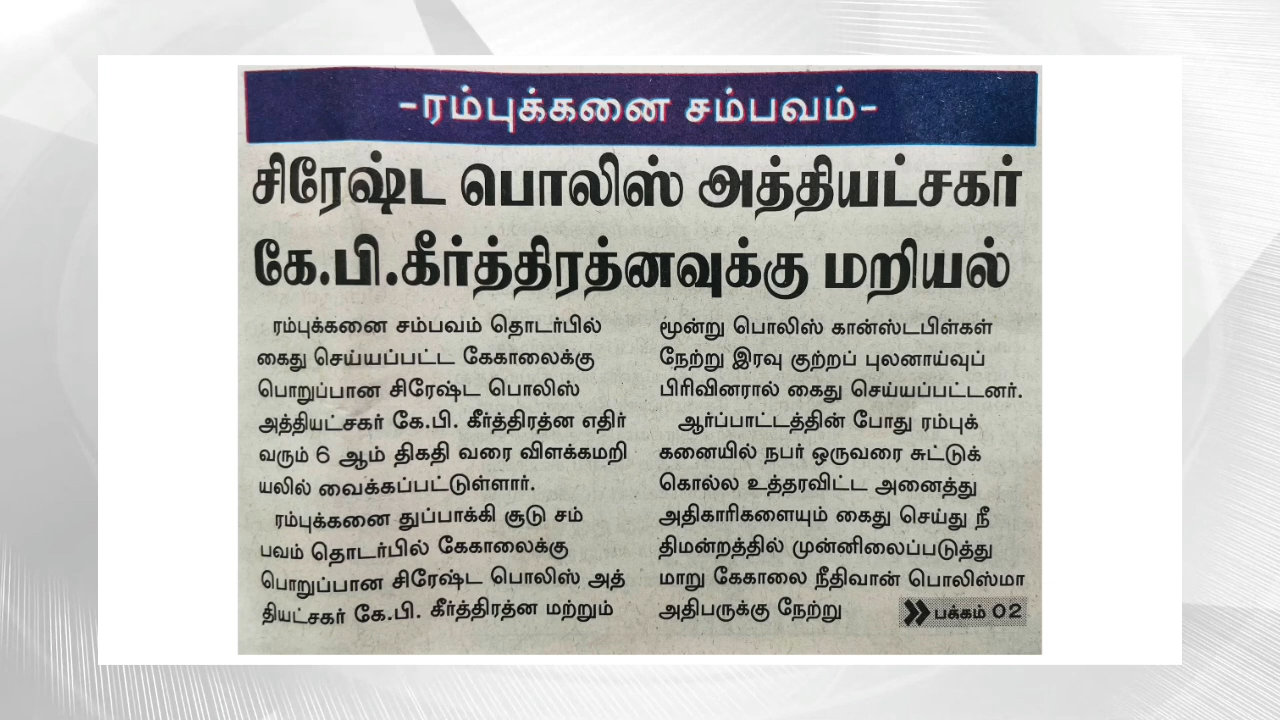 -ரம்புக்கனை சம்பவம்-
சிரேஷ்ட பொலிஸ் அத்தியட்சகர்
கே.பி.கீர்த்திரத்னவுக்கு மறியல்
ரம்புக்கனை சம்பவம் தொடர்பில்
கைது செய்யப்பட்ட கேகாலைக்கு
பொறுப்பான சிரேஷ்ட பொலிஸ்
அத்தியட்சகர் கே.பி. கீர்த்திரத்ன எதிர்
வரும் 6 ஆம் திகதி வரை விளக்கமறி
யலில் வைக்கப்பட்டுள்ளார்.
ரம்புக்கனை துப்பாக்கி சூடு சம்
பவம் தொடர்பில் கேகாலைக்கு
பொறுப்பான சிரேஷ்ட பொலிஸ் அத்
தியட்சகர் கே.பி. கீர்த்திரத்ன மற்றும்
மூன்று பொலிஸ் கான்ஸ்டபிள்கள்
நேற்று இரவு குற்றப் புலனாய்வுப்
பிரிவினரால் கைது செய்யப்பட்டனர்.
ஆர்ப்பாட்டத்தின் போது ரம்புக்
கனையில் நபர் ஒருவரை சுட்டுக்
கொல்ல உத்தரவிட்ட அனைத்து
அதிகாரிகளையும் கைது செய்து நீ
திமன்றத்தில் முன்னிலைப்படுத்து
மாறு கேகாலை நீதிவான் பொலிஸ்மா
அதிபருக்கு நேற்று
பக்கம் 02